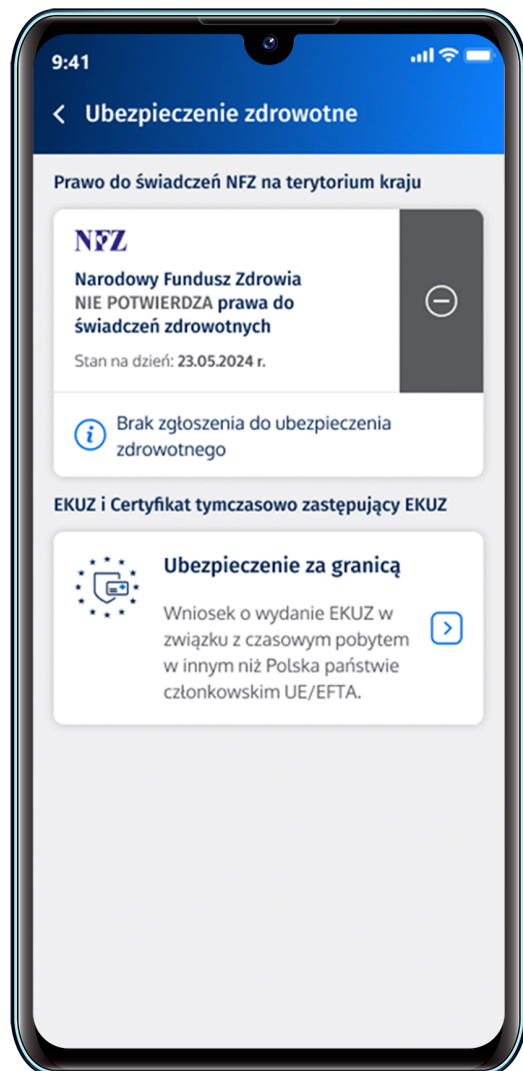 9:41
Ubezpieczenie zdrowotne
Prawo do świadczeń NFZ na terytorium kraju
NFZ
Narodowy Fundusz Zdrowia
NIE POTWIERDZA prawa do
świadczeń zdrowotnych
Stan na dzień: 23.05.2024 r.
Brak zgłoszenia do ubezpieczenia
zdrowotnego
EKUZ i Certyfikat tymczasowo zastępujący EKUZ
Ubezpieczenie za granicą
Wniosek o wydanie EKUZ w
związku z czasowym pobytem
w innym niż Polska państwie
członkowskim UE/EFTA.